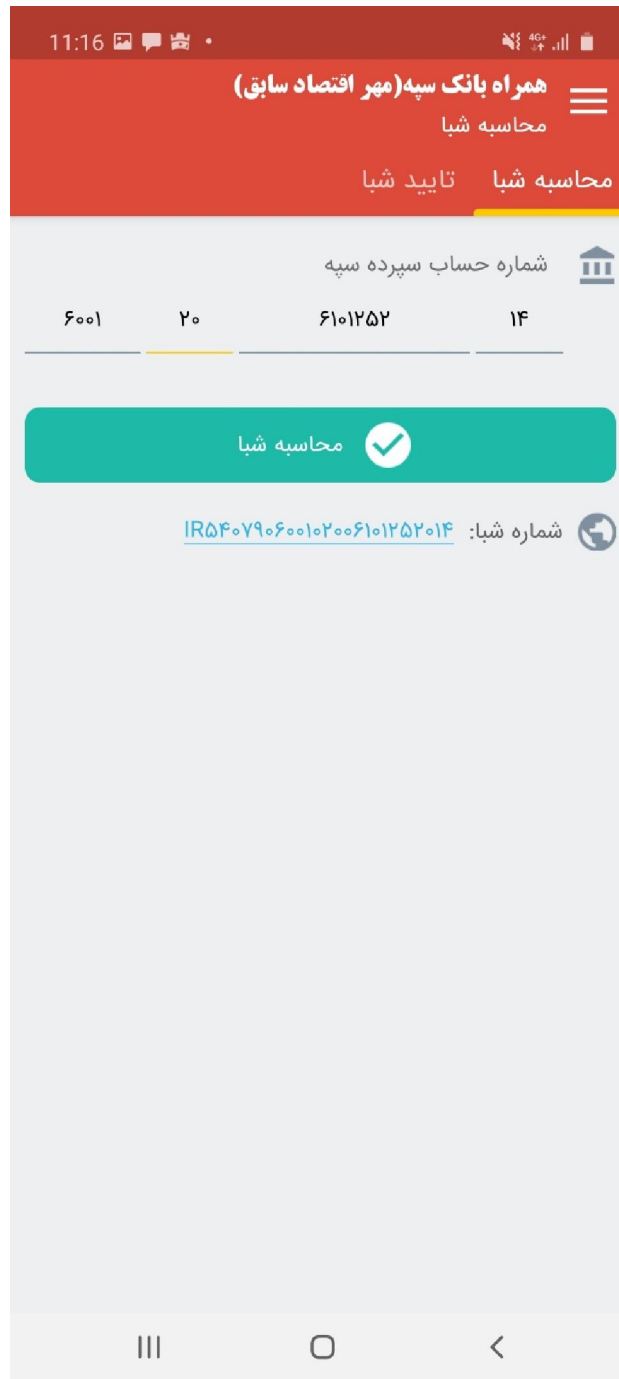 11:16
4G+
همراه بانک سپه(مهر اقتصاد سابق)
محاسبه شبا
محاسبه شبا تایید شبا
شماره حساب سپرده سپه
۶۰۰۱ ۲۰ ۶۱۰۱۲۵۲ ۱۴
محاسبه شبا
شماره شبا: IR۵۴۰۷۹۰۶۰۰۱۰۲۰۰۶۱۰۱۲۵۲۰۱۴